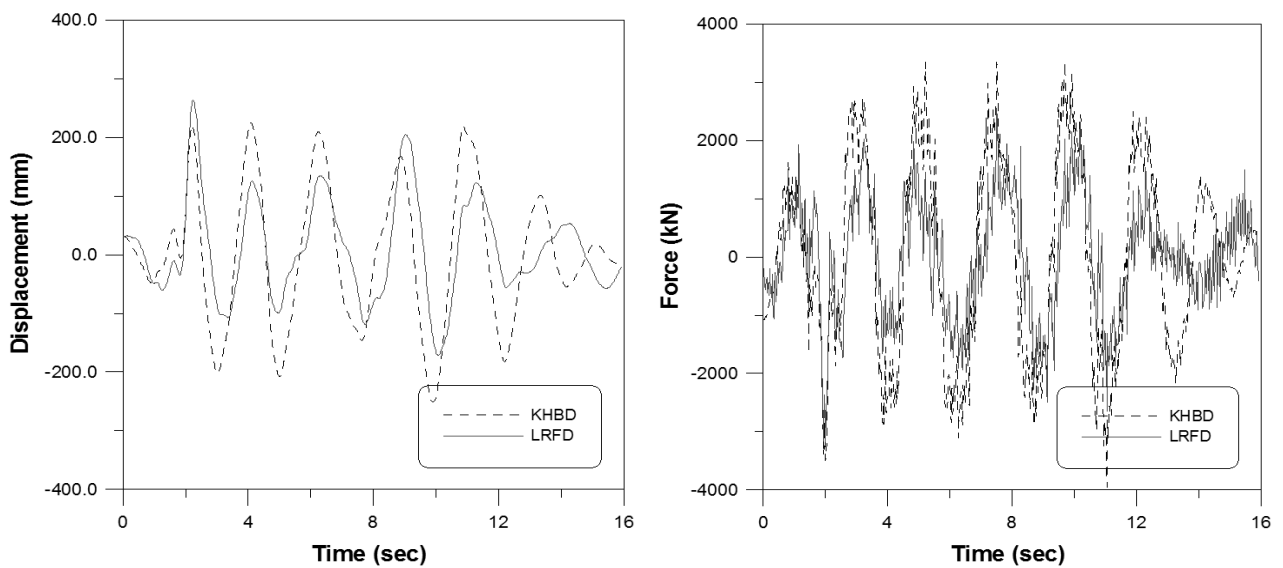 400.0
200.0
0.0
-200.0
-400.0
Displacement (mm)
KHBD
LRFD
0 4 8 12 16
Time (sec)
4000
2000
0
-2000
-4000
Force (kN)
KHBD
LRFD
0 4 8 12 16
Time (sec)